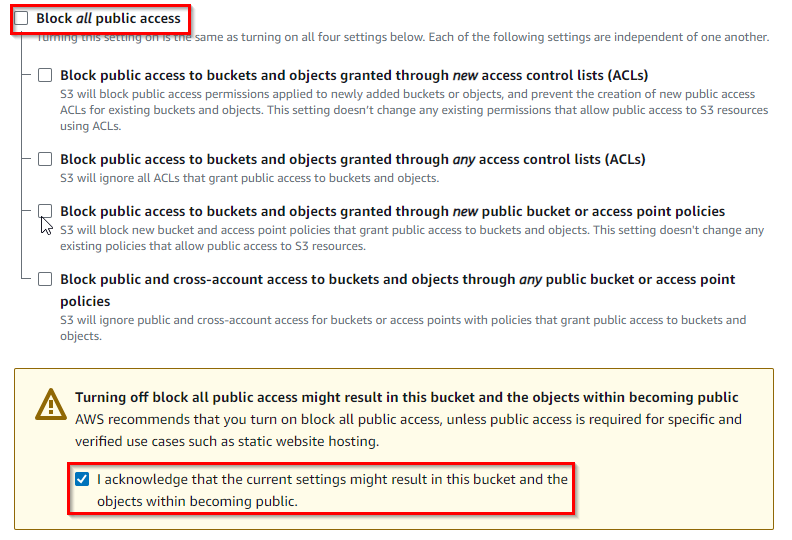 Block all public access
Turning this setting on is the same as turning on all four settings below. Each of the following settings are independent of one another.
Block public access to buckets and objects granted through new access control lists (ACLs)
S3 will block public access permissions applied to newly added buckets or objects, and prevent the creation of new public access
ACLs for existing buckets and objects. This setting doesn't change any existing permissions that allow public access to S3 resources
using ACLs.
Block public access to buckets and objects granted through any access control lists (ACLs)
S3 will ignore all ACLs that grant public access to buckets and objects.
Block public access to buckets and objects granted through new public bucket or access point policies
S3 will block new bucket and access point policies that grant public access to buckets and objects. This setting doesn't change any
existing policies that allow public access to S3 resources.
Block public and cross-account access to buckets and objects through any public bucket or access point
policies
S3 will ignore public and cross-account access for buckets or access points with policies that grant public access to buckets and
objects.
Turning off block all public access might result in this bucket and the objects within becoming public
AWS recommends that you turn on block all public access, unless public access is required for specific and
verified use cases such as static website hosting.
I acknowledge that the current settings might result in this bucket and the
objects within becoming public.